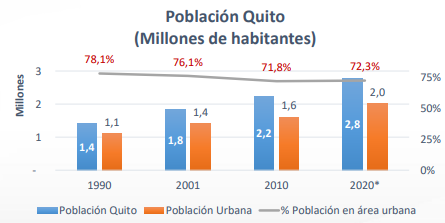 Población Quito
(Millones de habitantes)
78,1% 76,1% 71,8% 72,3%
Millones
3
2
1
-
75%
50%
25%
0%
1,4 1,1 1,8 1,4 2,2 1,6 2,8 2,0
1990 2001 2010 2020*
Población Quito Población Urbana % Población en área urbana